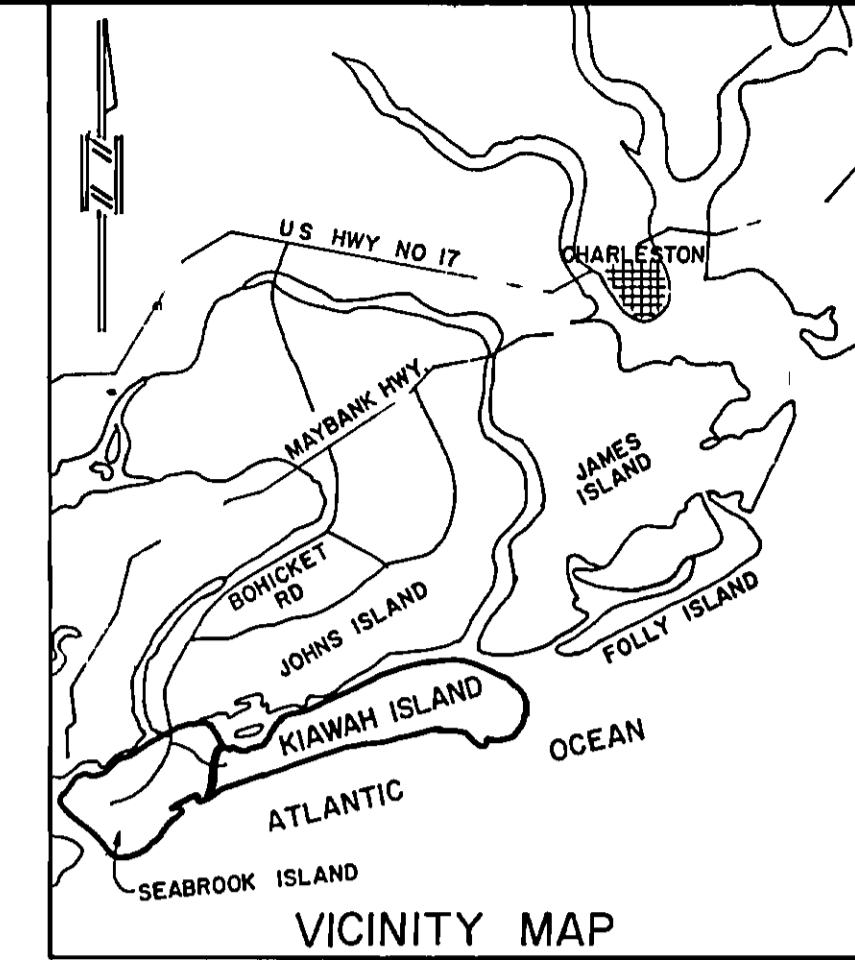 US HWY NO 17
CHARLESTON
MAYBANK HWY.
JAMES
ISLAND
BOHICKET
RD
JOHNS ISLAND
FOLLY ISLAND
KIAWAH ISLAND
OCEAN
ATLANTIC
SEABROOK ISLAND
VICINITY MAP